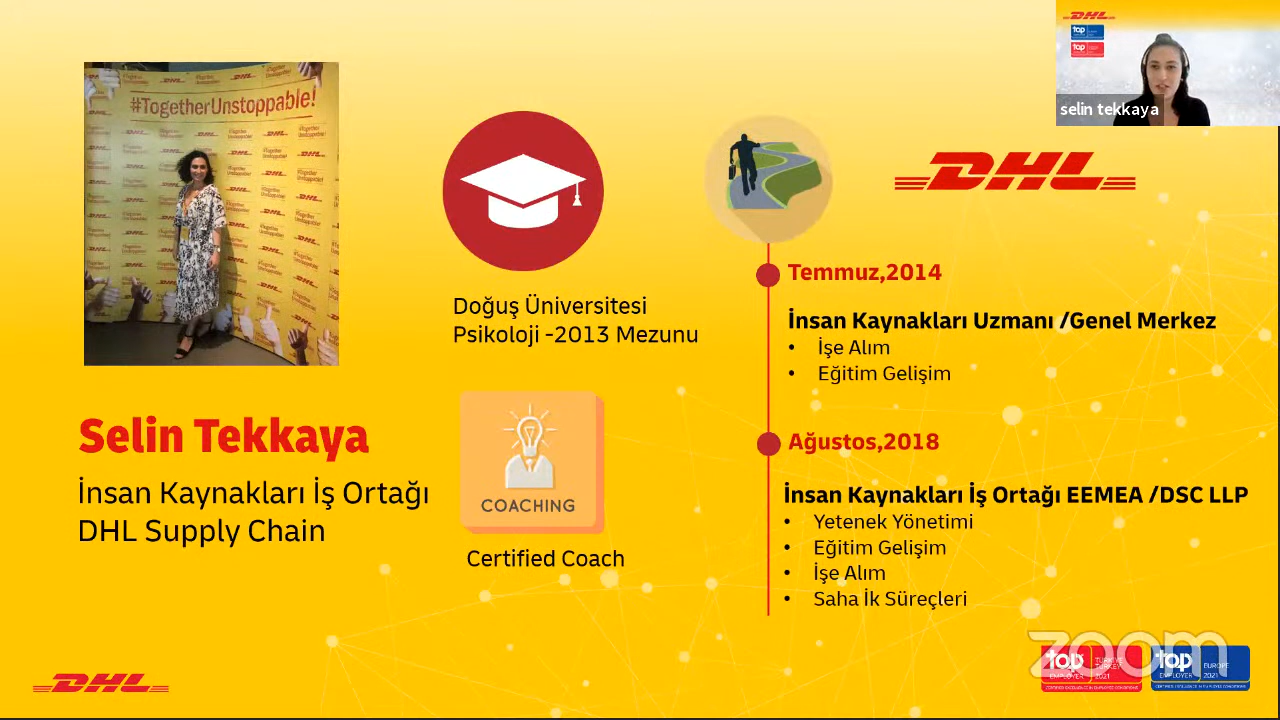 #TogetherUnstoppable!
Selin Tekkaya
İnsan Kaynakları İş Ortağı
DHL Supply Chain
Doğuş Üniversitesi
Psikoloji -2013 Mezunu
COACHING
Certified Coach
DHL
selin tekkaya
DHL
Temmuz,2014
İnsan Kaynakları Uzmanı /Genel Merkez
• İşe Alım
• Eğitim Gelişim
Ağustos,2018
İnsan Kaynakları İş Ortağı EEMEA /DSC LLP
• Yetenek Yönetimi
• Eğitim Gelişim
• İşe Alım
• Saha İk Süreçleri
zoom
DHL
top
EMPLOYER
TÜRKİYE
TURKEY
2021
top
EMPLOYER
EUROPE
2021